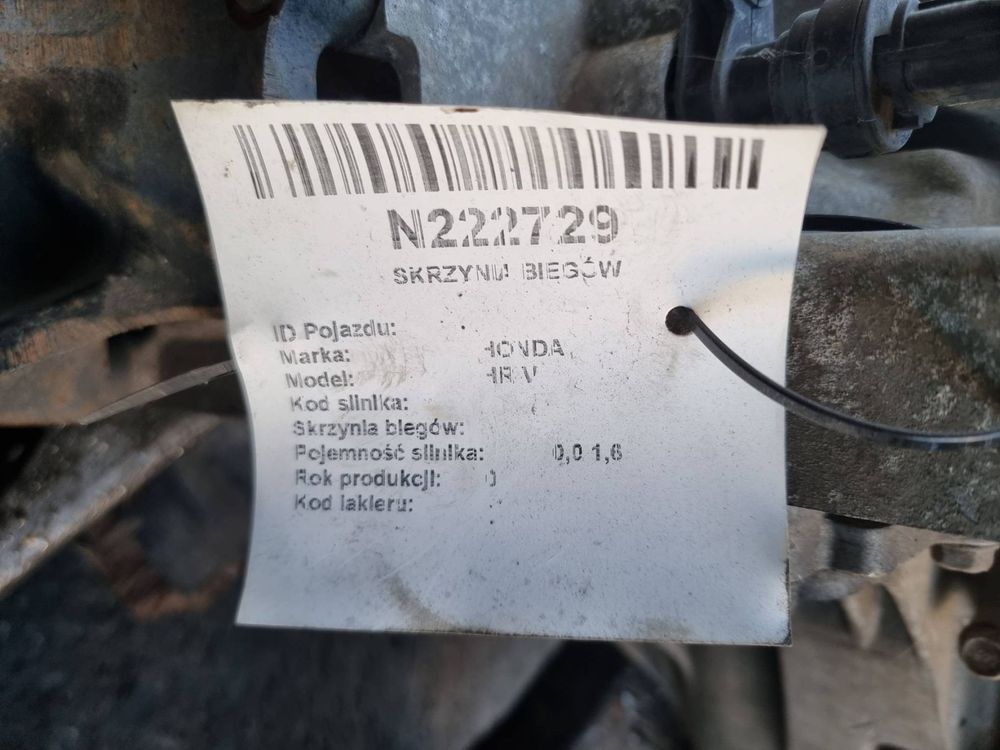 N222729
SKRZYNIA BIEGÓW
ID Pojazdu:
Marka: HONDA
Model: HR-V
Kod silnika:
Skrzynia biegów:
Pojemność silnika: 0,0 1,6
Rok produkcji: 0
Kod lakieru: